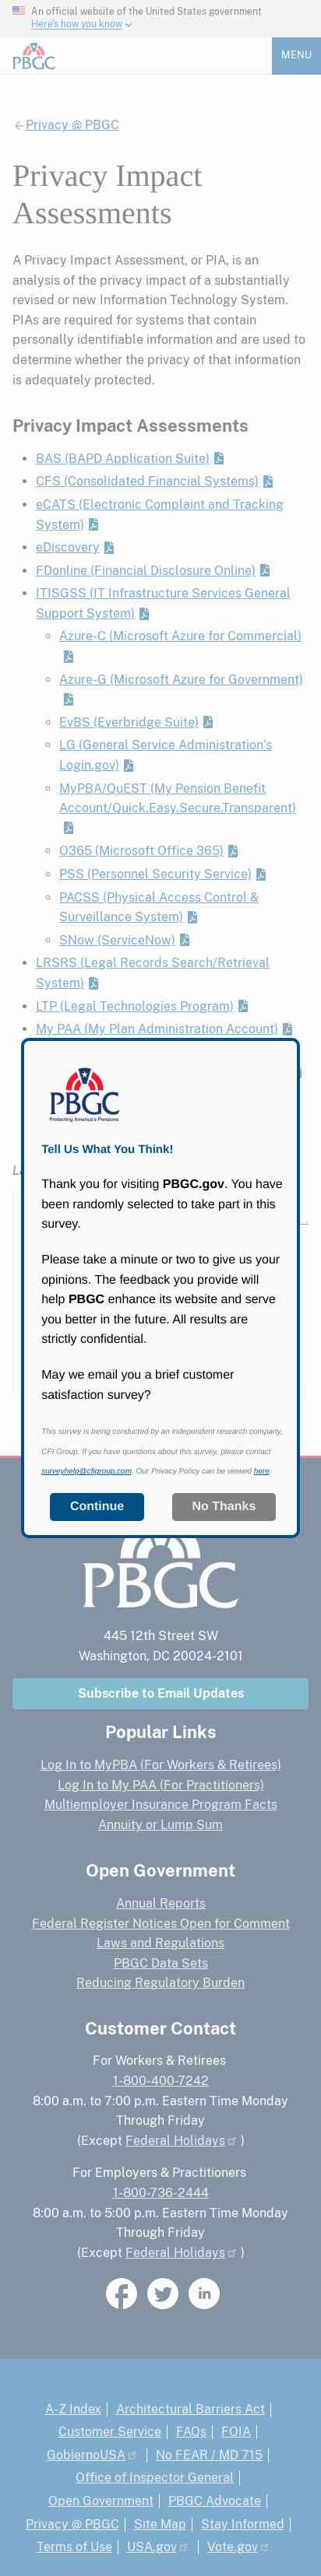 An official website of the United States government
Here's how you know
PBGC
MENU
Privacy @ PBGC
Privacy Impact
Assessments
A Privacy Impact Assessment, or PIA, is an
analysis of the privacy impact of a substantially
revised or new Information Technology System.
PIAs are required for systems that contain
personally identifiable information and are used to
determine whether the privacy of that information
is adequately protected.
Privacy Impact Assessments
BAS (BAPD Application Suite)
CFS (Consolidated Financial Systems)
eCATS (Electronic Complaint and Tracking
System)
eDiscovery
FDonline (Financial Disclosure Online)
ITISGSS (IT Infrastructure Services General
Support System)
Azure-C (Microsoft Azure for Commercial)
Azure-G (Microsoft Azure for Government)
EvBS (Everbridge Suite)
LG (General Service Administration's
Login.gov)
MyPBA/QuEST (My Pension Benefit
Account/Quick.Easy.Secure.Transparent)
O365 (Microsoft Office 365)
PSS (Personnel Security Service)
PACSS (Physical Access Control &
Surveillance System)
SNow (ServiceNow)
LRSRS (Legal Records Search/Retrieval
System)
LTP (Legal Technologies Program)
My PAA (My Plan Administration Account)
PBGC
Protecting America's Pensions
Tell Us What You Think!
Thank you for visiting PBGC.gov. You have
been randomly selected to take part in this
survey.
Please take a minute or two to give us your
opinions. The feedback you provide will
help PBGC enhance its website and serve
you better in the future. All results are
strictly confidential.
May we email you a brief customer
satisfaction survey?
This survey is being conducted by an independent research company,
CFI Group. If you have questions about this survey, please contact
surveyhelp@cfigroup.com. Our Privacy Policy can be viewed here.
Continue No Thanks
PBGC
445 12th Street SW
Washington, DC 20024-2101
Subscribe to Email Updates
Popular Links
Log In to MyPBA (For Workers & Retirees)
Log In to My PAA (For Practitioners)
Multiemployer Insurance Program Facts
Annuity or Lump Sum
Open Government
Annual Reports
Federal Register Notices Open for Comment
Laws and Regulations
PBGC Data Sets
Reducing Regulatory Burden
Customer Contact
For Workers & Retirees
1-800-400-7242
8:00 a.m. to 7:00 p.m. Eastern Time Monday
Through Friday
(Except Federal Holidays )
For Employers & Practitioners
1-800-736-2444
8:00 a.m. to 5:00 p.m. Eastern Time Monday
Through Friday
(Except Federal Holidays )
A-Z Index | Architectural Barriers Act |
Customer Service | FAQs | FOIA |
GobiernoUSA | No FEAR / MD 715 |
Office of Inspector General |
Open Government | PBGC Advocate |
Privacy @ PBGC | Site Map | Stay Informed |
Terms of Use | USA.gov | Vote.gov